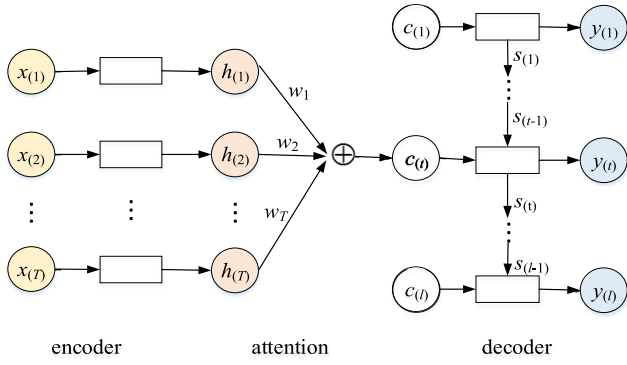 c(1)
y(1)
x(1)
h(1)
w1
s(1)
s(t-1)
x(2)
h(2)
w2
⊕
c(t)
y(t)
wT
s(t)
x(T)
h(T)
s(l-1)
c(l)
y(l)
encoder
attention
decoder